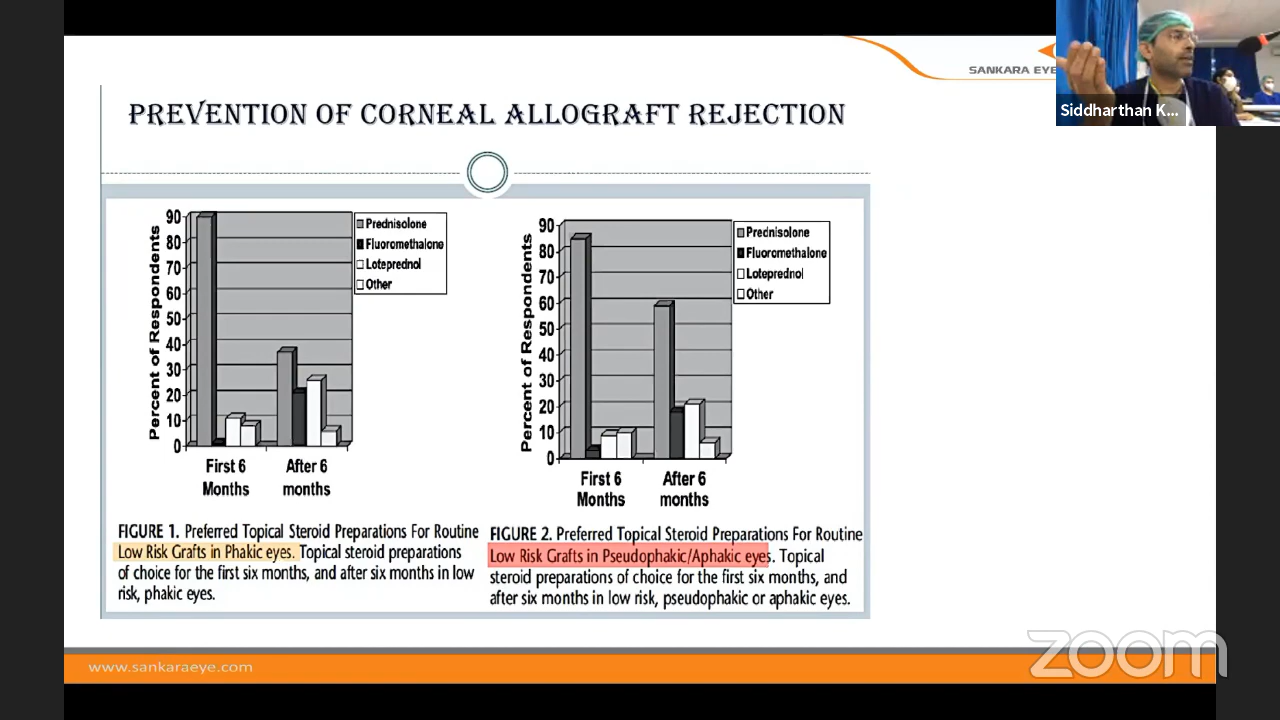 SANKARA EYE
Siddharthan K...
PREVENTION OF CORNEAL ALLOGRAFT REJECTION
Percent of Respondents
90
80
70
60
50
40
30
20
10
0
First 6
Months
After 6
months
Prednisolone
Fluoromethalone
Loteprednol
Other
FIGURE 1. Preferred Topical Steroid Preparations For Routine
Low Risk Grafts in Phakic eyes. Topical steroid preparations
of choice for the first six months, and after six months in low
risk, phakic eyes.
Percent of Respondents
90
80
70
60
50
40
30
20
10
0
First 6
Months
After 6
months
Prednisolone
Fluoromethalone
Loteprednol
Other
FIGURE 2. Preferred Topical Steroid Preparations For Routine
Low Risk Grafts in Pseudophakic/Aphakic eyes. Topical
steroid preparations of choice for the first six months, and
after six months in low risk, pseudophakic or aphakic eyes.
zoom
www.sankaraeye.com